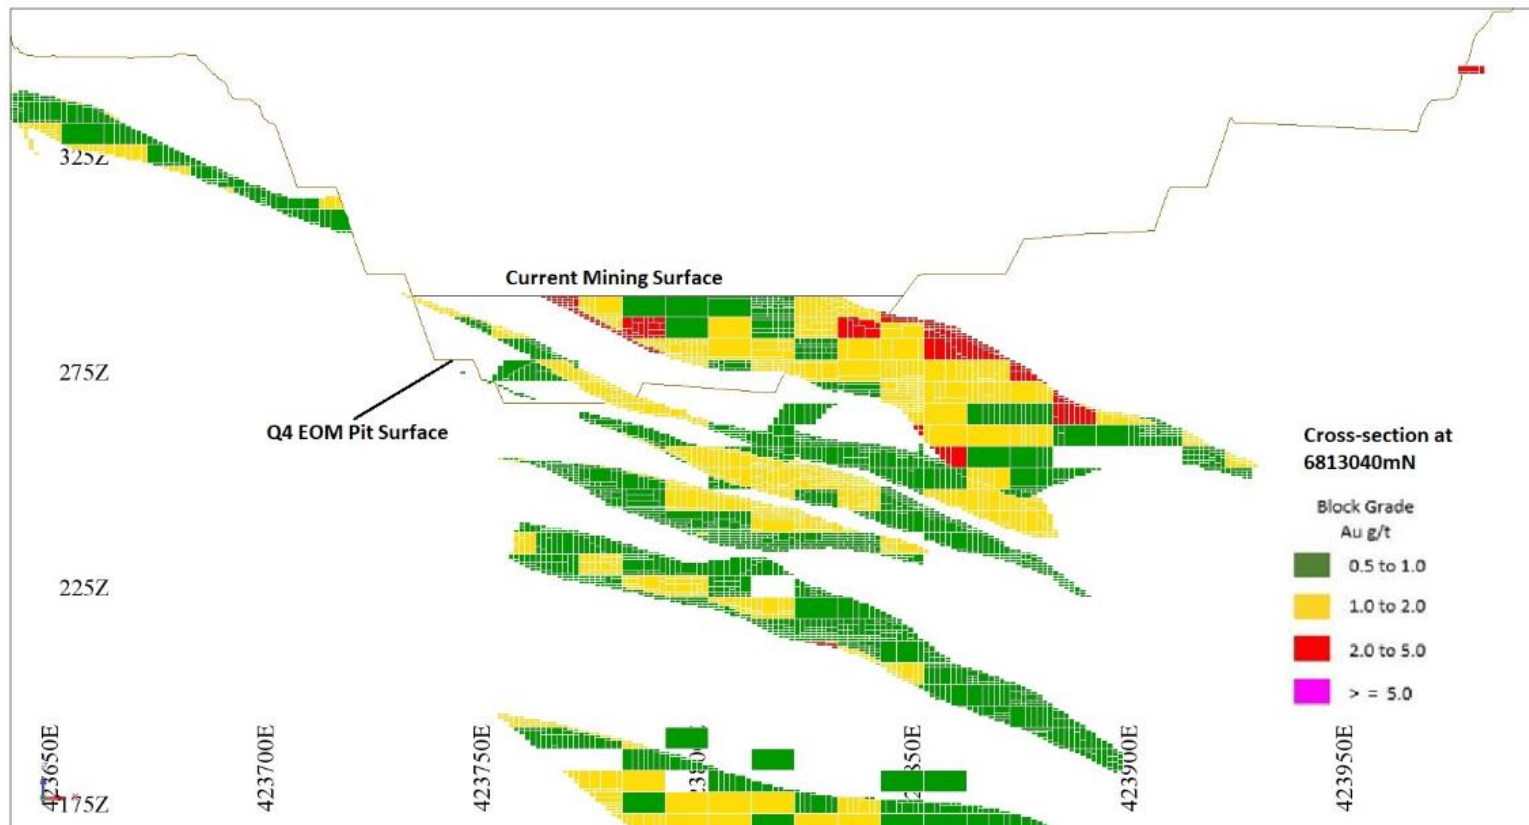 325Z
Current Mining Surface
275Z
Q4 EOM Pit Surface
Cross-section at
6813040mN
Block Grade
Au g/t
0.5 to 1.0
1.0 to 2.0
2.0 to 5.0
> = 5.0
225Z
175Z
423650E
423700E
423750E
423900E
423950E